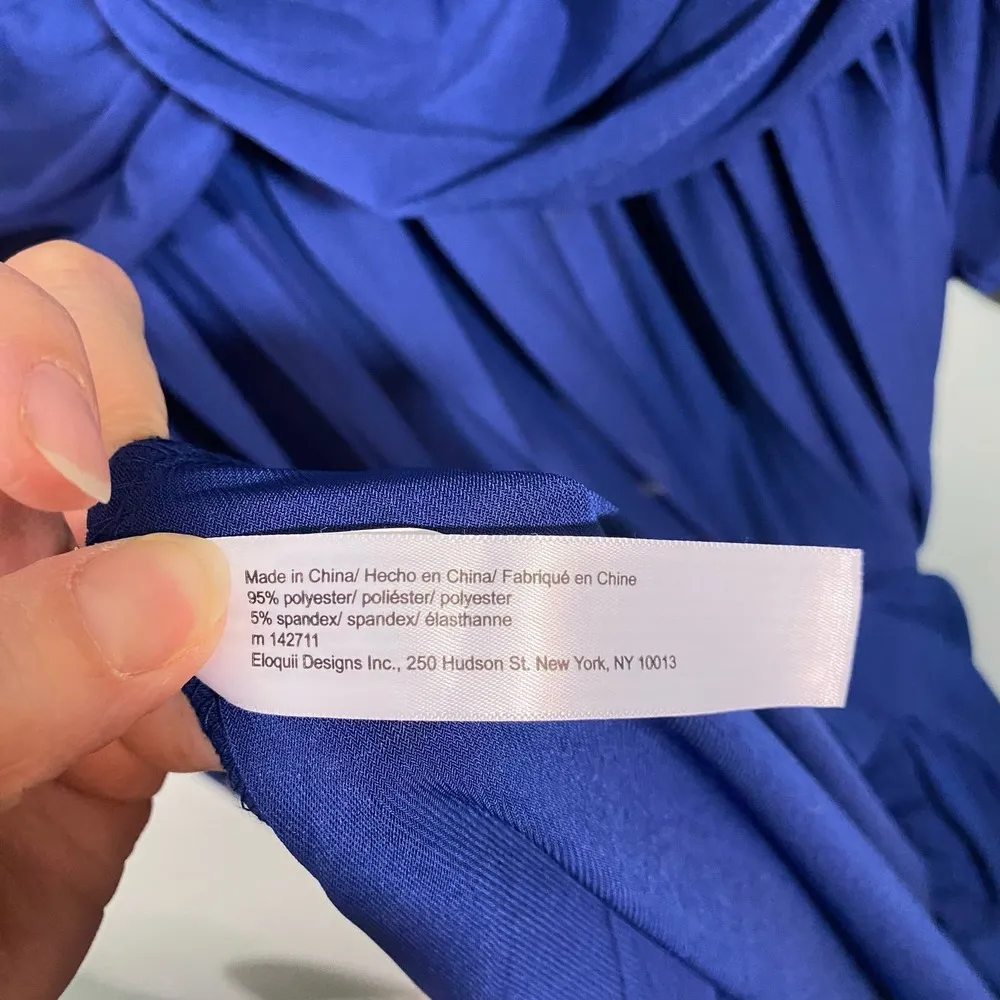 Made in China/ Hecho en China/ Fabriqué en Chine
95% polyester/ poliéster/ polyester
5% spandex/ spandex/ élasthanne
m 142711
Eloquii Designs Inc., 250 Hudson St. New York, NY 10013